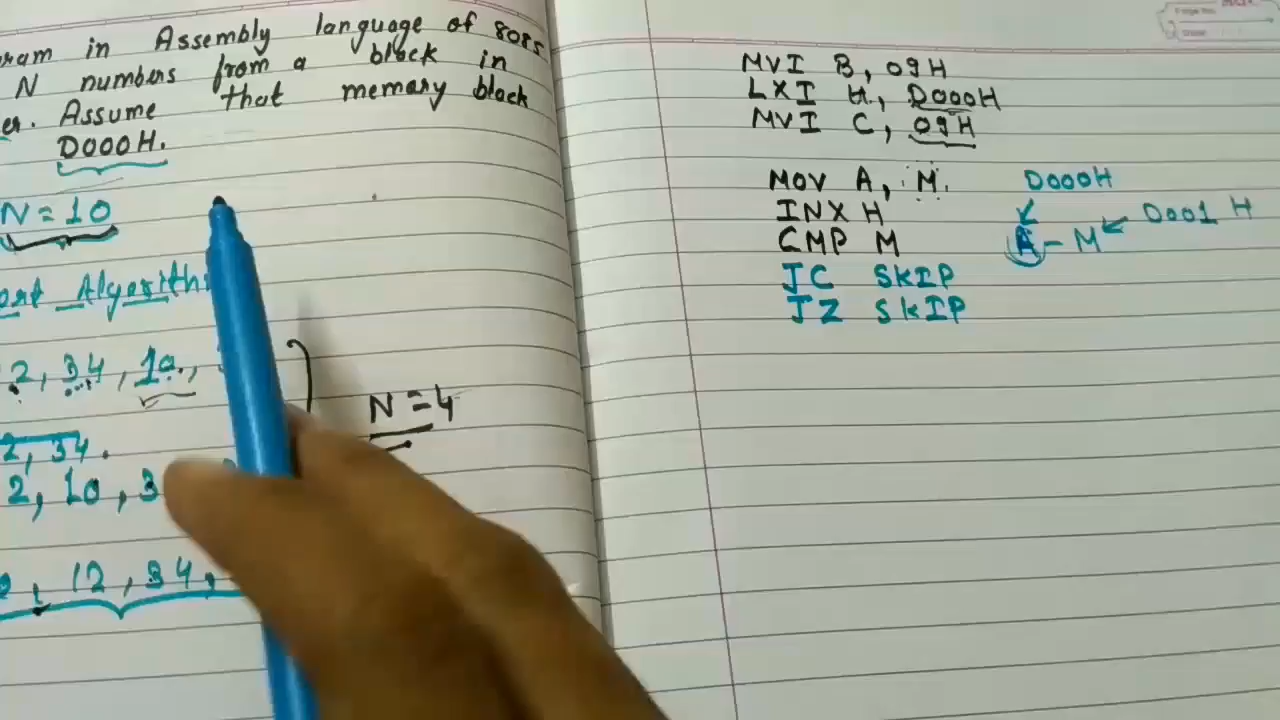 ram in Assembly language of 8085
N numbers from a block in
er. Assume that memory block
D000H.
N = 10
ort Algorith
2, 34, 10,
N = 4
2, 34.
2, 10, 3
, 12, 34,
MVI B, 09H
LXI H, D000H
MVI C, 09H
MOV A, M.
INX H
CMP M
JC SKIP
JZ SKIP
D000H
A - M
D001 H